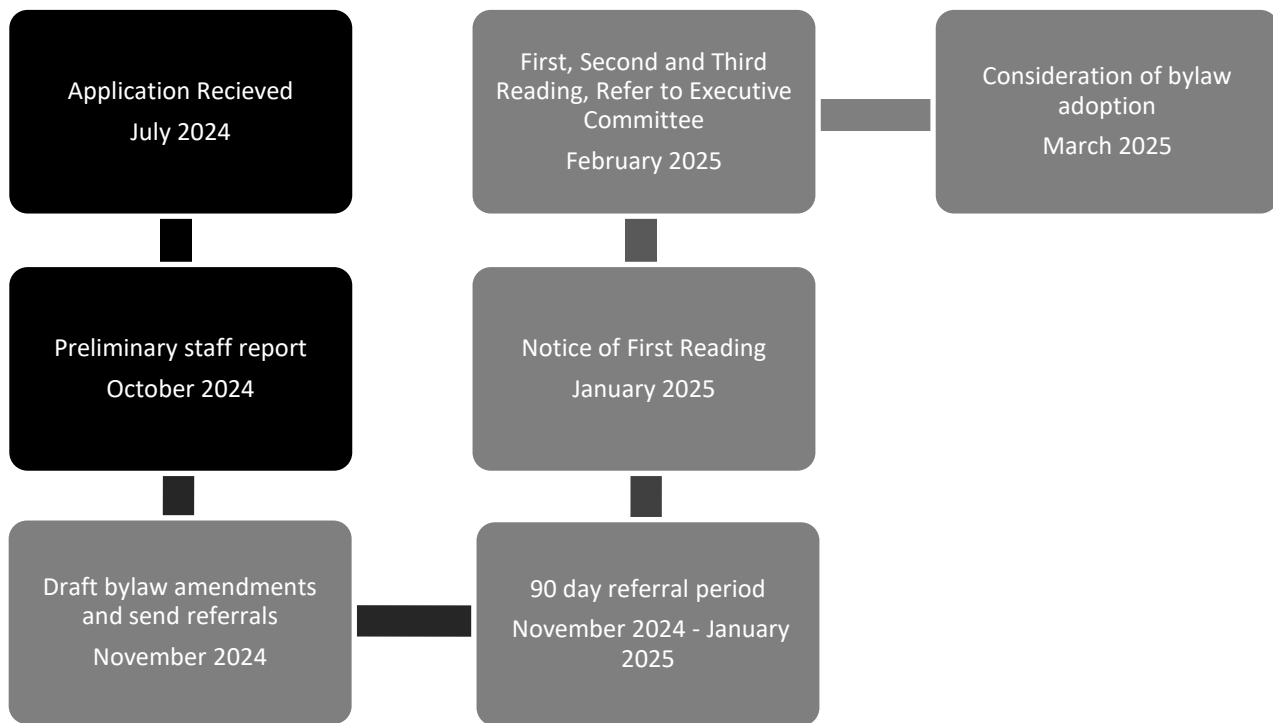 Application Recieved
July 2024
Preliminary staff report
October 2024
Draft bylaw amendments
and send referrals
November 2024
90 day referral period
November 2024 - January
2025
Notice of First Reading
January 2025
First, Second and Third
Reading, Refer to Executive
Committee
February 2025
Consideration of bylaw
adoption
March 2025